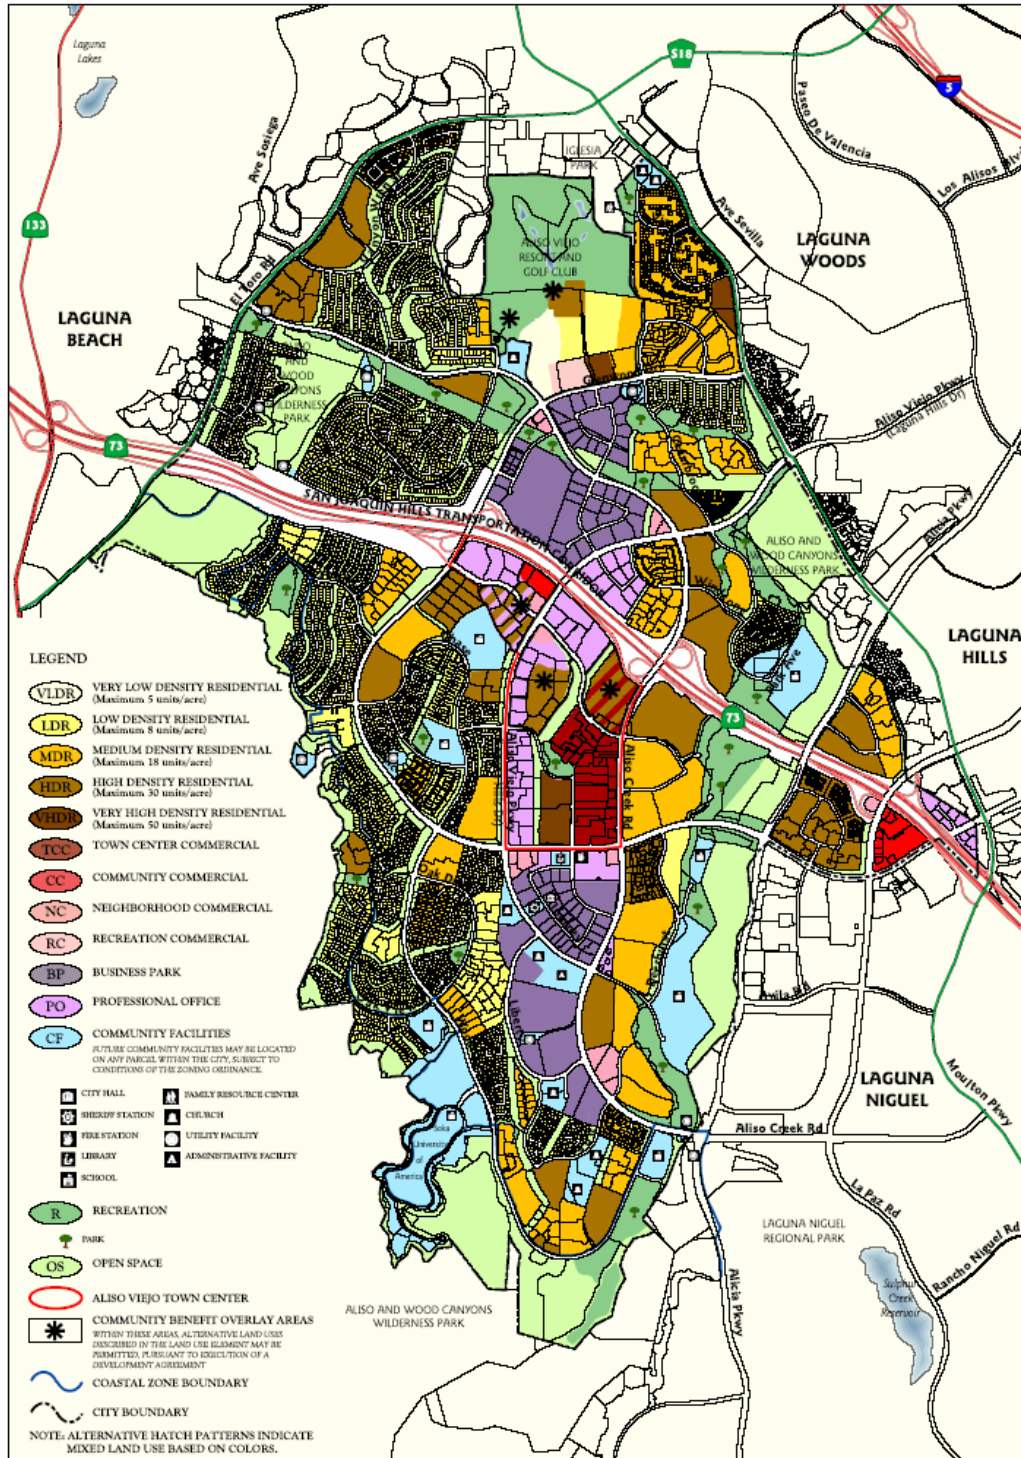 Laguna
Lakes
S18
5
Ave Sosiega
Paseo De Valencia
Los Alisos Blv
IGLESIA
PARK
133
Ave Sevilla
LAGUNA
WOODS
ALISO VIEJO
RESORT AND
GOLF CLUB
El Toro Rd
LAGUNA
BEACH
AND
WOOD
WILDERNESS
PARK
Aliso Viejo Pkwy
(Laguna Hills Dr)
73
SAN JOAQUIN HILLS TRANSPORTATION CORRIDOR
Alicia Pkwy
ALISO AND
WOOD CANYONS
WILDERNESS PARK
LAGUNA
HILLS
73
Aliso Viejo Pkwy
Aliso Creek Rd
Oak D
LEGEND
VLDR VERY LOW DENSITY RESIDENTIAL
(Maximum 5 units/acre)
LDR LOW DENSITY RESIDENTIAL
(Maximum 8 units/acre)
MDR MEDIUM DENSITY RESIDENTIAL
(Maximum 18 units/acre)
HDR HIGH DENSITY RESIDENTIAL
(Maximum 30 units/acre)
VHDR VERY HIGH DENSITY RESIDENTIAL
(Maximum 50 units/acre)
TCC TOWN CENTER COMMERCIAL
CC COMMUNITY COMMERCIAL
NC NEIGHBORHOOD COMMERCIAL
RC RECREATION COMMERCIAL
BP BUSINESS PARK
PO PROFESSIONAL OFFICE
CF COMMUNITY FACILITIES
FUTURE COMMUNITY FACILITIES MAY BE LOCATED
ON ANY PARCEL WITHIN THE CITY, SUBJECT TO
CONDITIONS OF THE ZONING ORDINANCE.
CITY HALL FAMILY RESOURCE CENTER
SHERIFF STATION CHURCH
FIRE STATION UTILITY FACILITY
LIBRARY ADMINISTRATIVE FACILITY
SCHOOL
R RECREATION
PARK
OS OPEN SPACE
ALISO VIEJO TOWN CENTER
COMMUNITY BENEFIT OVERLAY AREAS
WITHIN THESE AREAS, ALTERNATIVE LAND USES
DESCRIBED IN THE LAND USE ELEMENT MAY BE
PERMITTED, PURSUANT TO EXECUTION OF A
DEVELOPMENT AGREEMENT
COASTAL ZONE BOUNDARY
CITY BOUNDARY
NOTE: ALTERNATIVE HATCH PATTERNS INDICATE
MIXED LAND USE BASED ON COLORS.
Avila Rd
LAGUNA
NIGUEL
Moulton Pkwy
Aliso Creek Rd
Soka
University
of
America
La Paz Rd
LAGUNA NIGUEL
REGIONAL PARK
Rancho Niguel Rd
Sulphur
Creek
Reservoir
Alicia Pkwy
ALISO AND WOOD CANYONS
WILDERNESS PARK